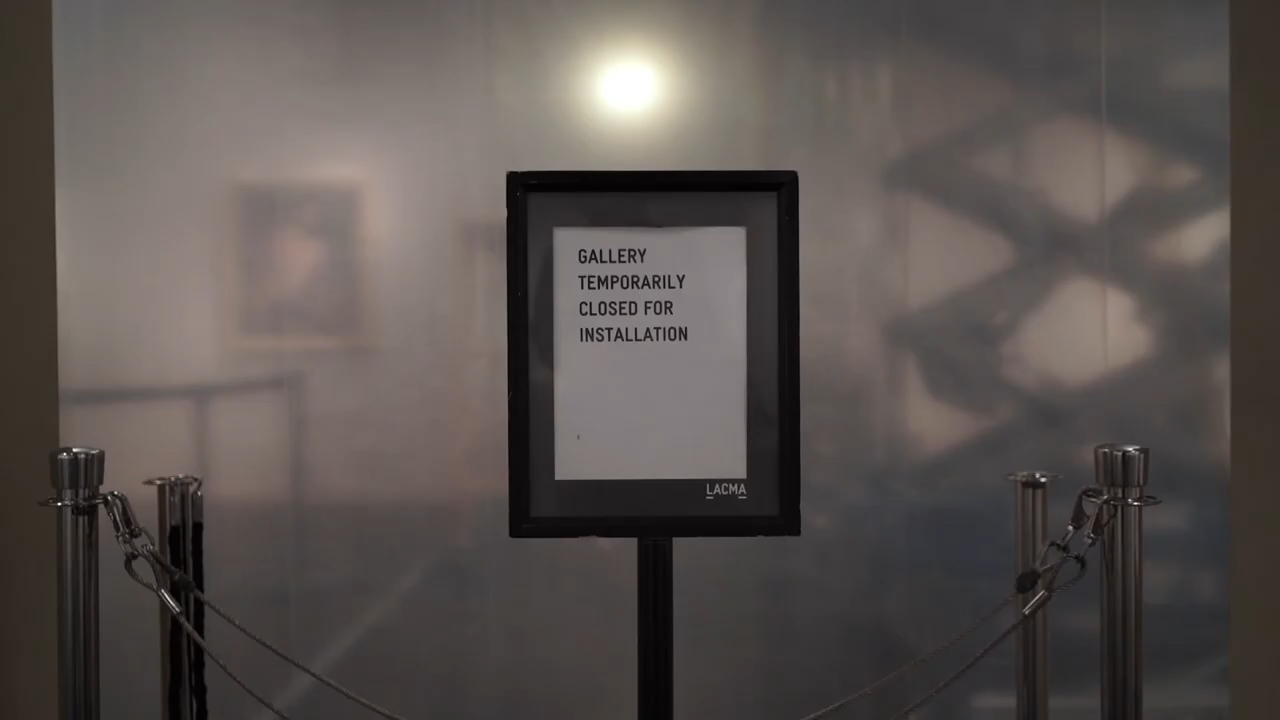 GALLERY
TEMPORARILY
CLOSED FOR
INSTALLATION
LACMA